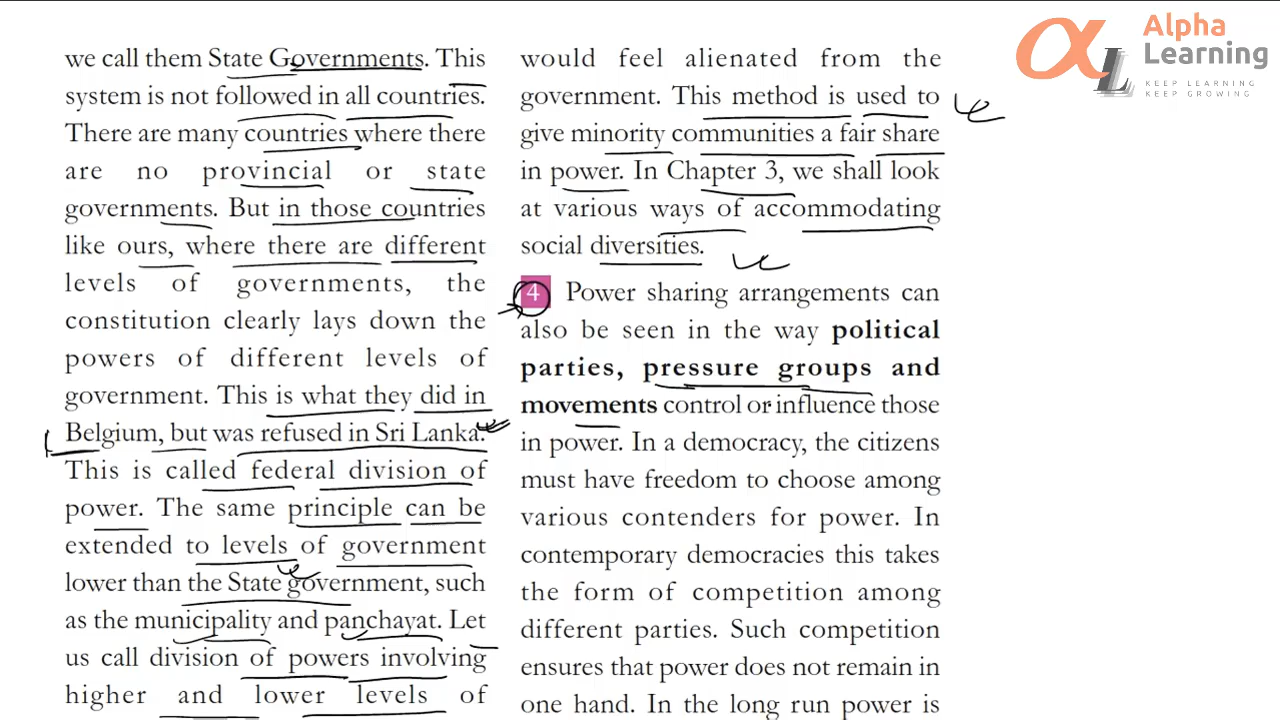 we call them State Governments. This
system is not followed in all countries.
There are many countries where there
are no provincial or state
governments. But in those countries
like ours, where there are different
levels of governments, the
constitution clearly lays down the
powers of different levels of
government. This is what they did in
Belgium, but was refused in Sri Lanka.
This is called federal division of
power. The same principle can be
extended to levels of government
lower than the State government, such
as the municipality and panchayat. Let
us call division of powers involving
higher and lower levels of
would feel alienated from the
government. This method is used to
give minority communities a fair share
in power. In Chapter 3, we shall look
at various ways of accommodating
social diversities.
4 Power sharing arrangements can
also be seen in the way political
parties, pressure groups and
movements control or influence those
in power. In a democracy, the citizens
must have freedom to choose among
various contenders for power. In
contemporary democracies this takes
the form of competition among
different parties. Such competition
ensures that power does not remain in
one hand. In the long run power is
Alpha
Learning
KEEP LEARNING
KEEP GROWING